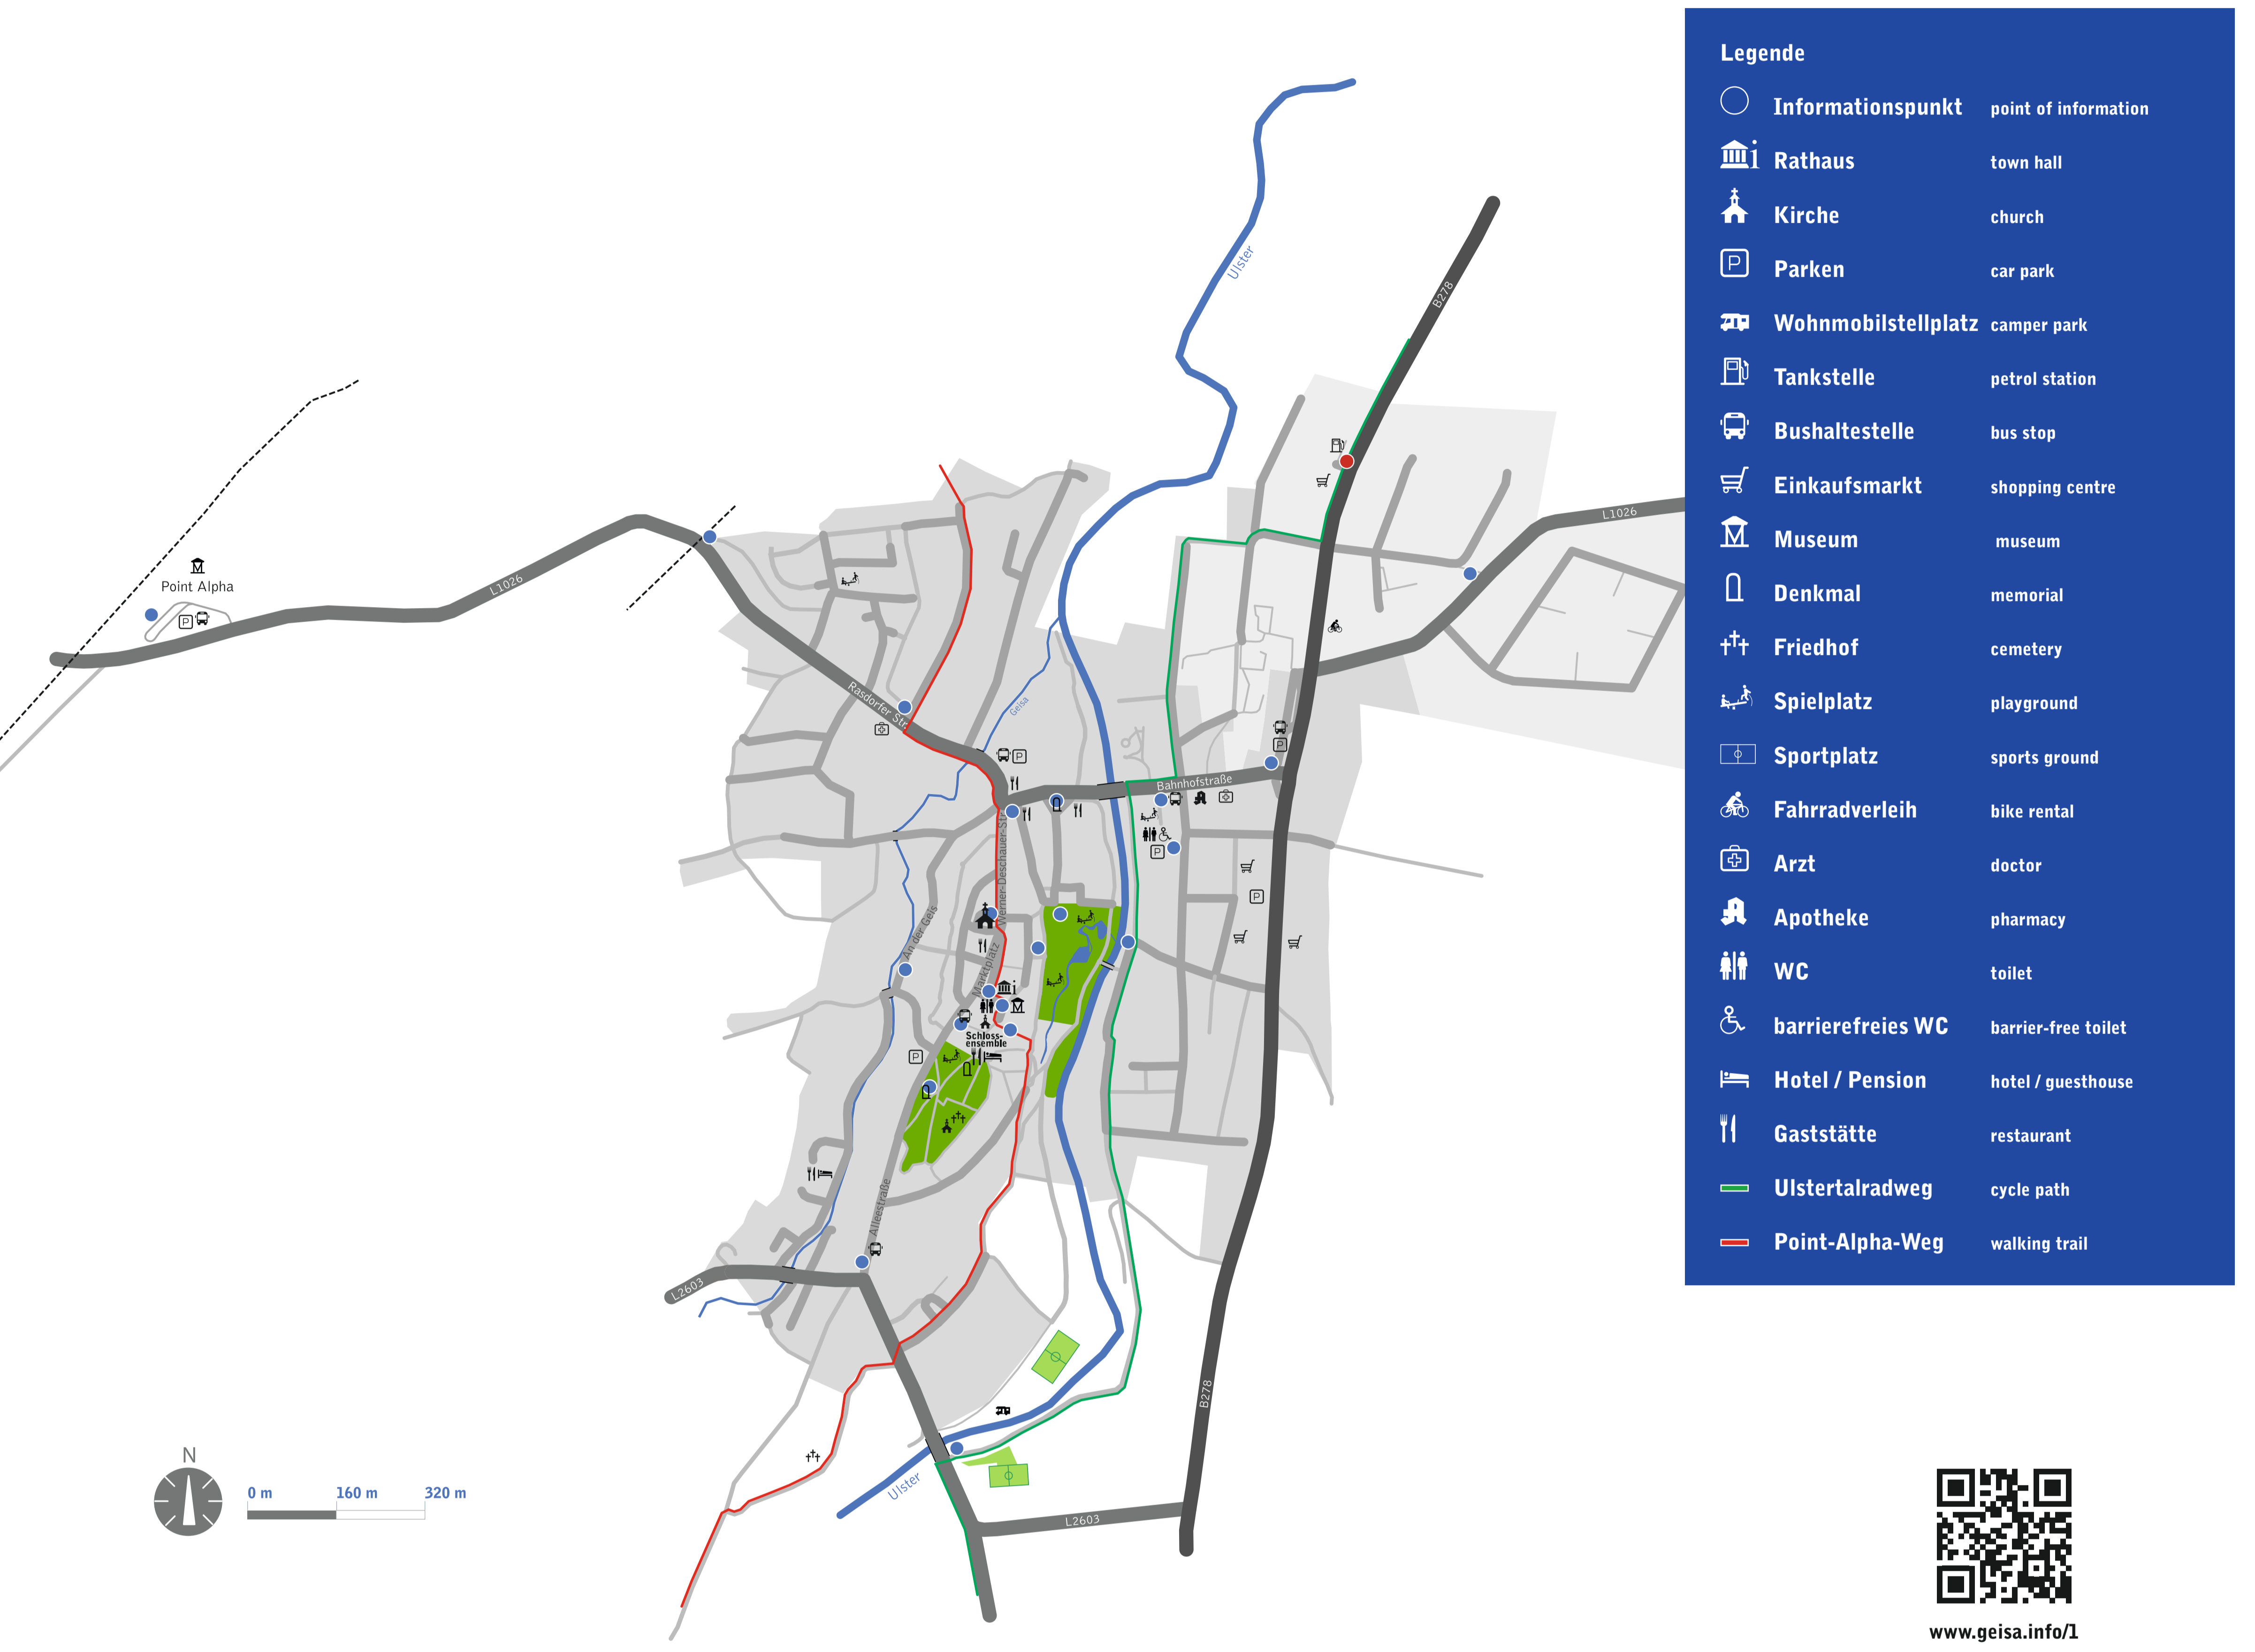 Legende
Informationspunkt point of information
i Rathaus town hall
Kirche church
P Parken car park
Wohnmobilstellplatz camper park
Tankstelle petrol station
Bushaltestelle bus stop
Einkaufsmarkt shopping centre
M Museum museum
Denkmal memorial
Friedhof cemetery
Spielplatz playground
Sportplatz sports ground
Fahrradverleih bike rental
Arzt doctor
Apotheke pharmacy
WC toilet
barrierefreies WC barrier-free toilet
Hotel / Pension hotel / guesthouse
Gaststätte restaurant
Ulstertalradweg cycle path
Point-Alpha-Weg walking trail
Ulster
B278
L1026
M
Point Alpha
P
L1026
Rasdorfer Str.
Geisa
P
P
Bahnhofstraße
Werner-Deschauer-Str.
P
P
An der Geis
Marktplatz
i
M
Schloss-
ensemble
P
Alleestraße
L2603
B278
Ulster
L2603
N
0 m 160 m 320 m
www.geisa.info/1